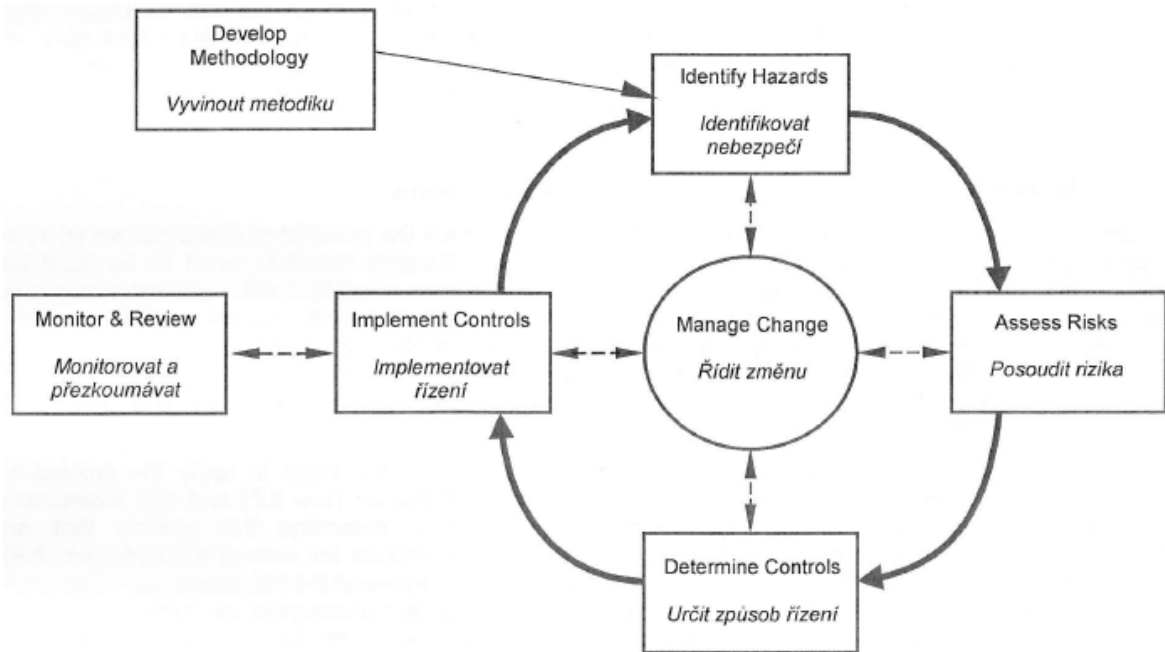 Develop
Methodology
Vyvinout metodiku
Identify Hazards
Identifikovat
nebezpečí
Monitor & Review
Monitorovat a
přezkoumávat
Implement Controls
Implementovat
řízení
Manage Change
Řídit změnu
Assess Risks
Posoudit rizika
Determine Controls
Určit způsob řízení